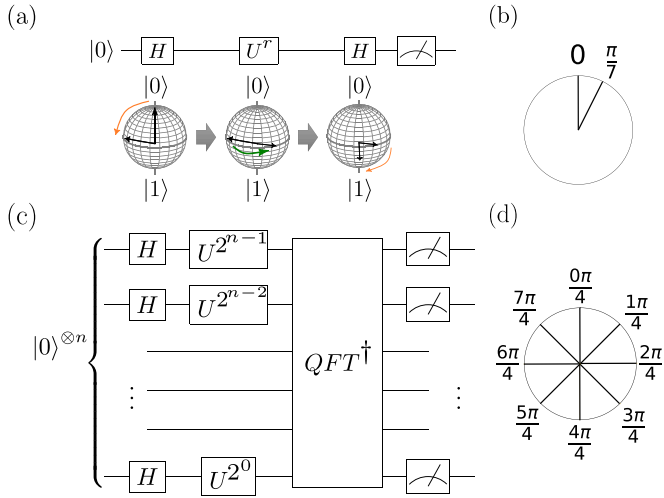 (a)
|0⟩ H U^r H
|0⟩ |0⟩ |0⟩
|1⟩ |1⟩ |1⟩
(b)
0 π/7
(c)
|0⟩^{⊗n}
H U^{2^{n-1}}
H U^{2^{n-2}}
⋮ QFT^† ⋮
H U^{2^0}
(d)
0π/4
7π/4 1π/4
6π/4 2π/4
5π/4 3π/4
4π/4